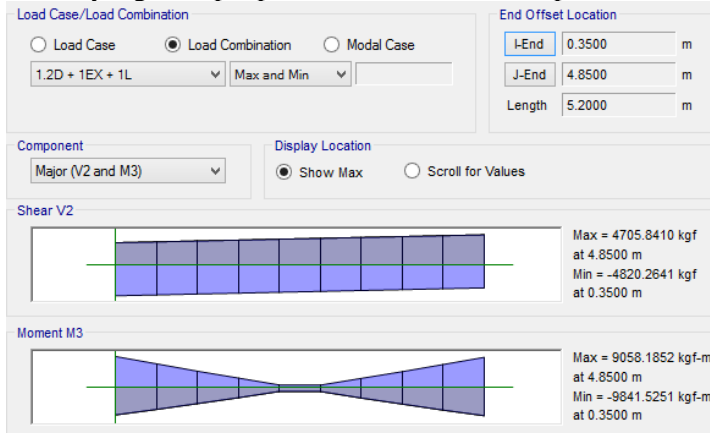 Load Case/Load Combination
Load Case
Load Combination
Modal Case
1.2D + 1EX + 1L
Max and Min
End Offset Location
I-End
0.3500
m
J-End
4.8500
m
Length
5.2000
m
Component
Major (V2 and M3)
Display Location
Show Max
Scroll for Values
Shear V2
Max = 4705.8410 kgf
at 4.8500 m
Min = -4820.2641 kgf
at 0.3500 m
Moment M3
Max = 9058.1852 kgf-m
at 4.8500 m
Min = -9841.5251 kgf-m
at 0.3500 m